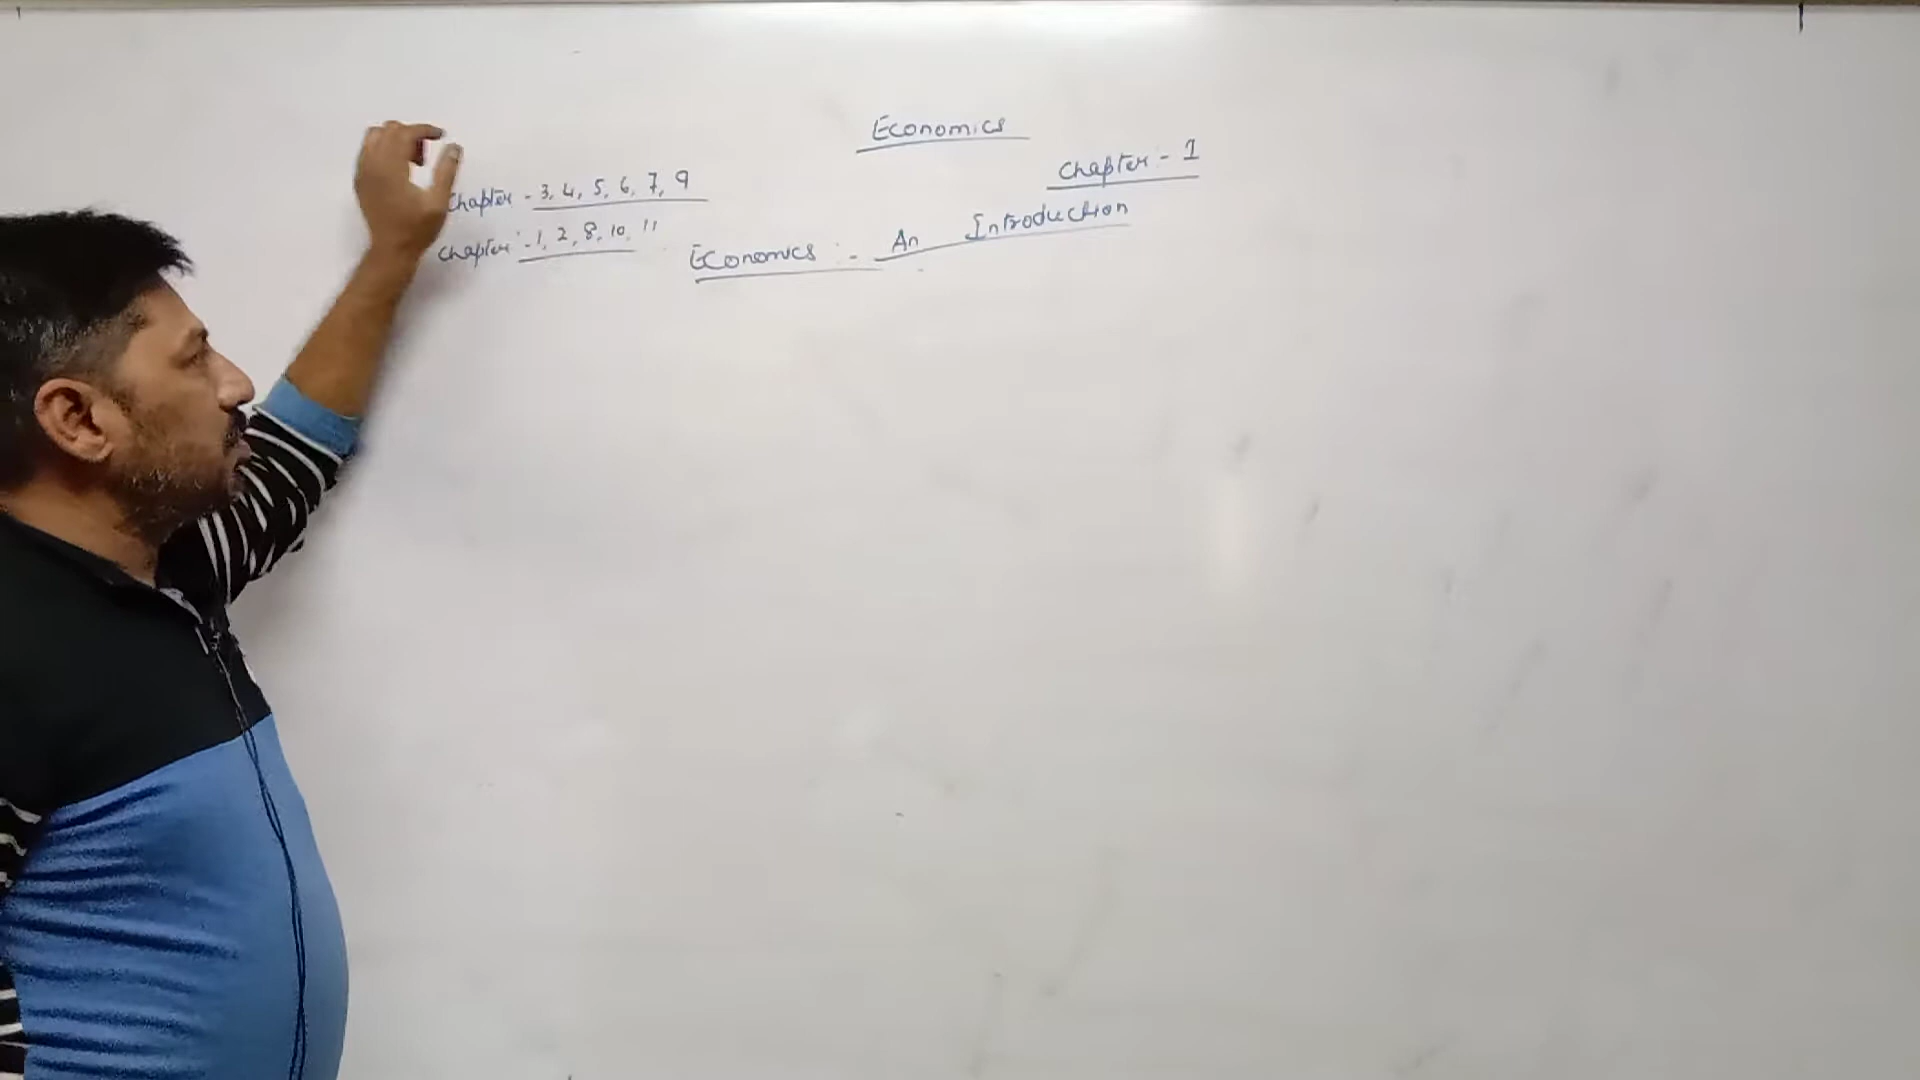 Economics
Chapter - 1
Chapter - 3, 4, 5, 6, 7, 9
Chapter :- 1, 2, 8, 10, 11
Economics :- An Introduction